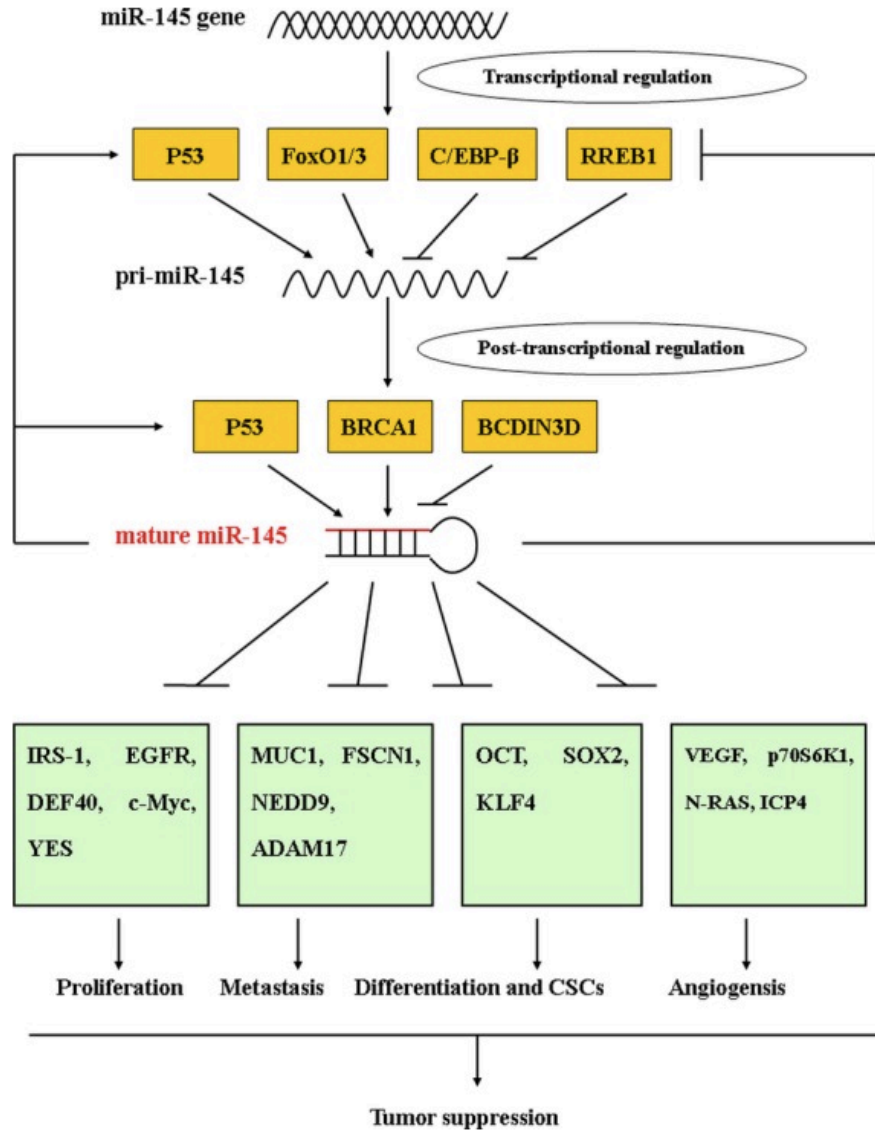 miR-145 gene
Transcriptional regulation
P53 FoxO1/3 C/EBP-β RREB1
pri-miR-145
Post-transcriptional regulation
P53 BRCA1 BCDIN3D
mature miR-145
IRS-1, EGFR,
DEF40, c-Myc,
YES
MUC1, FSCN1,
NEDD9,
ADAM17
OCT, SOX2,
KLF4
VEGF, p70S6K1,
N-RAS, ICP4
Proliferation Metastasis Differentiation and CSCs Angiogensis
Tumor suppression